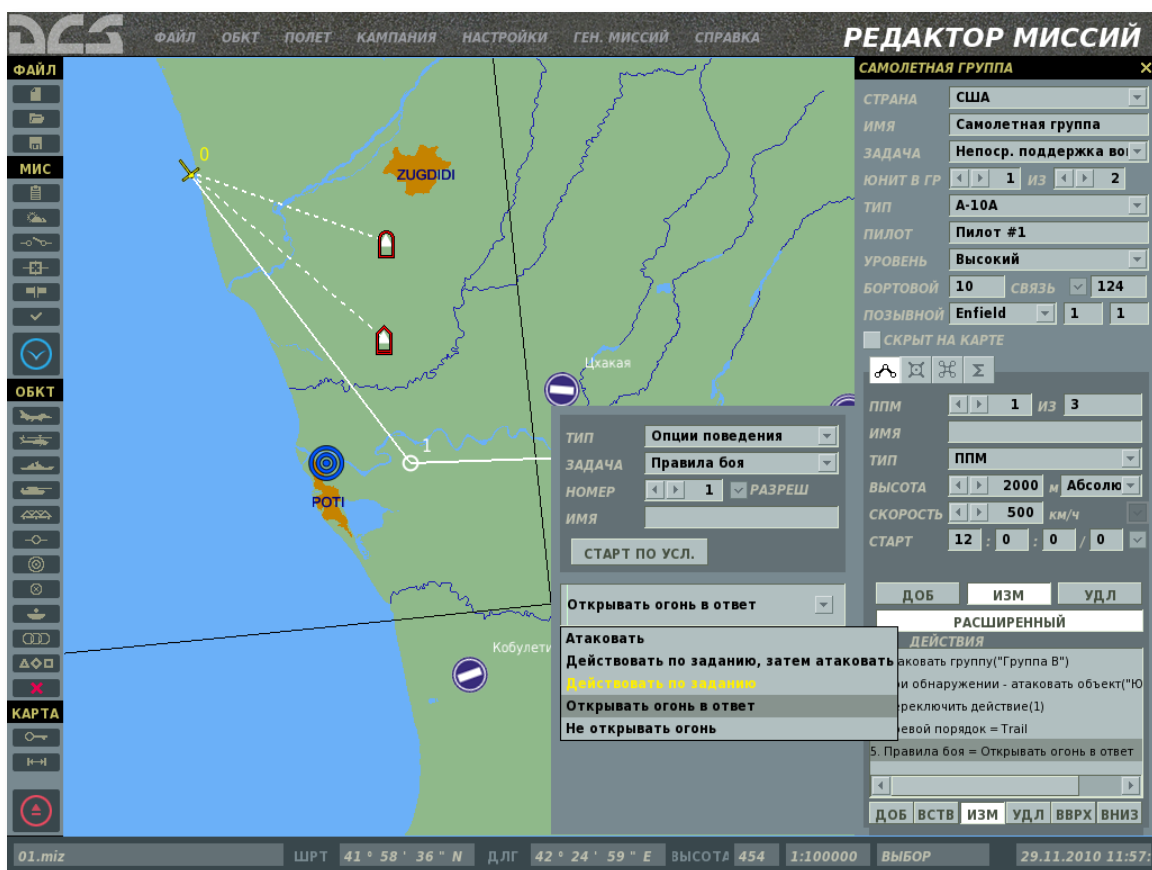 DCS
ФАЙЛ ОБКТ ПОЛЕТ КАМПАНИЯ НАСТРОЙКИ ГЕН. МИССИЙ СПРАВКА
РЕДАКТОР МИССИЙ
ФАЙЛ
МИС
ОБКТ
КАРТА
0
ZUGDIDI
Цхакая
1
POTI
Кобулети
ТИП Опции поведения
ЗАДАЧА Правила боя
НОМЕР 1 РАЗРЕШ
ИМЯ
СТАРТ ПО УСЛ.
Открывать огонь в ответ
Атаковать
Действовать по заданию, затем атаковать
Действовать по заданию
Открывать огонь в ответ
Не открывать огонь
САМОЛЕТНАЯ ГРУППА
СТРАНА США
ИМЯ Самолетная группа
ЗАДАЧА Непоср. поддержка
ЮНИТ В ГР 1 ИЗ 2
ТИП A-10A
ПИЛОТ Пилот #1
УРОВЕНЬ Высокий
БОРТОВОЙ 10 СВЯЗЬ 124
ПОЗЫВНОЙ Enfield 1 1
СКРЫТ НА КАРТЕ
Σ
ППМ 1 ИЗ 3
ИМЯ
ТИП ППМ
ВЫСОТА 2000 м Абсолю
СКОРОСТЬ 500 км/ч
СТАРТ 12 : 0 : 0 / 0
ДОБ ИЗМ УДЛ
РАСШИРЕННЫЙ
ДЕЙСТВИЯ
аковать группу("Группа В")
и обнаружении - атаковать объект("Ю
ереключить действие(1)
евой порядок = Trail
5. Правила боя = Открывать огонь в ответ
ДОБ ВСТВ ИЗМ УДЛ ВВРХ ВНИЗ
01.miz ШРТ 41 ° 58 ' 36 " N ДЛГ 42 ° 24 ' 59 " E ВЫСОТА 454 1:100000 ВЫБОР 29.11.2010 11:57: